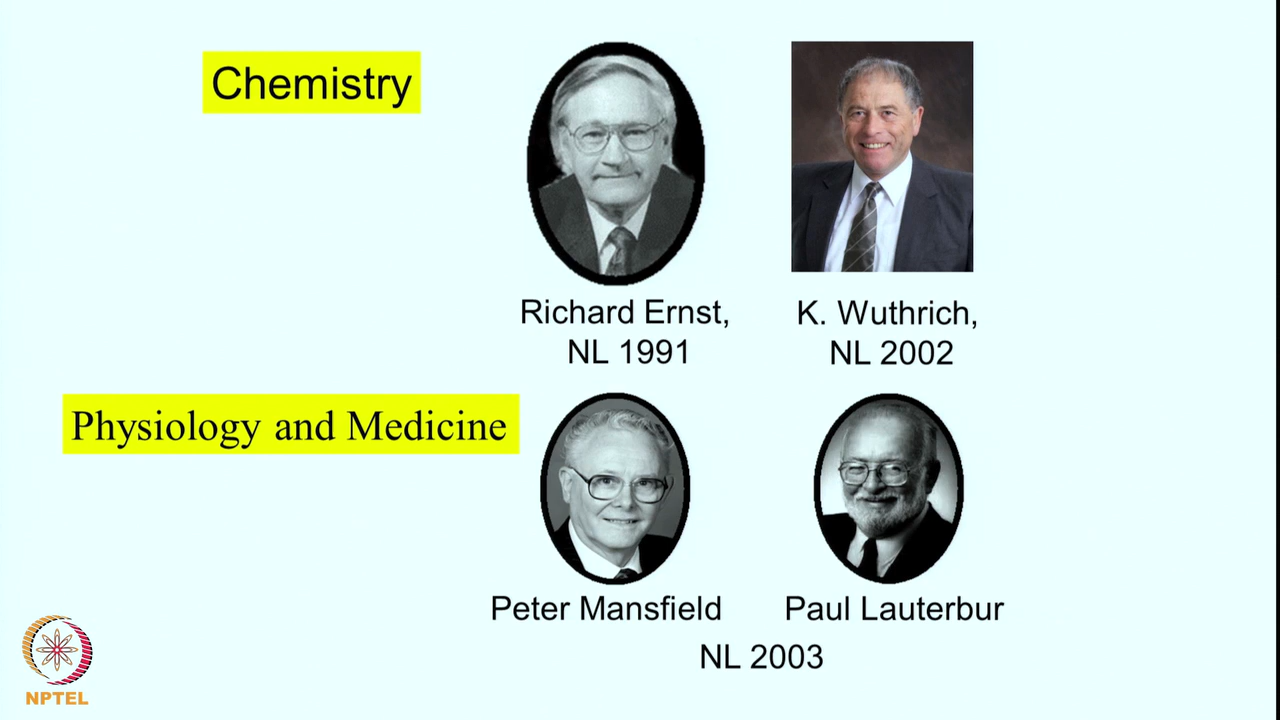 Chemistry
Richard Ernst,
NL 1991
K. Wuthrich,
NL 2002
Physiology and Medicine
Peter Mansfield
Paul Lauterbur
NL 2003
NPTEL